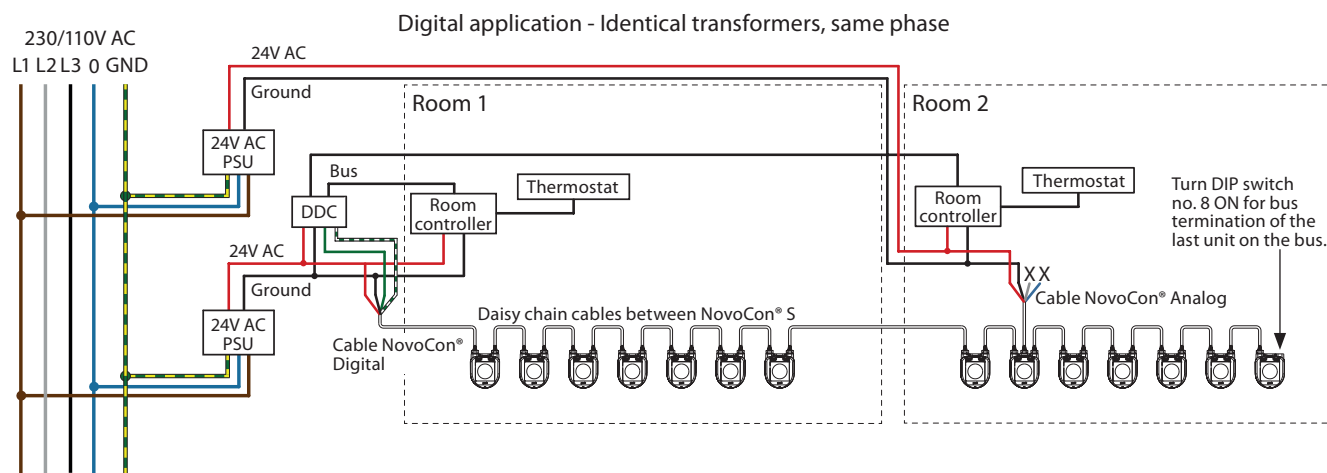 Digital application - Identical transformers, same phase
230/110V AC
L1 L2 L3 0 GND
24V AC
Ground
24V AC
PSU
Room 1
Room 2
Bus
Thermostat
DDC
Room
controller
Thermostat
Room
controller
Turn DIP switch
no. 8 ON for bus
termination of the
last unit on the bus.
24V AC
Ground
24V AC
PSU
X X
Cable NovoCon® Analog
Daisy chain cables between NovoCon® S
Cable NovoCon®
Digital